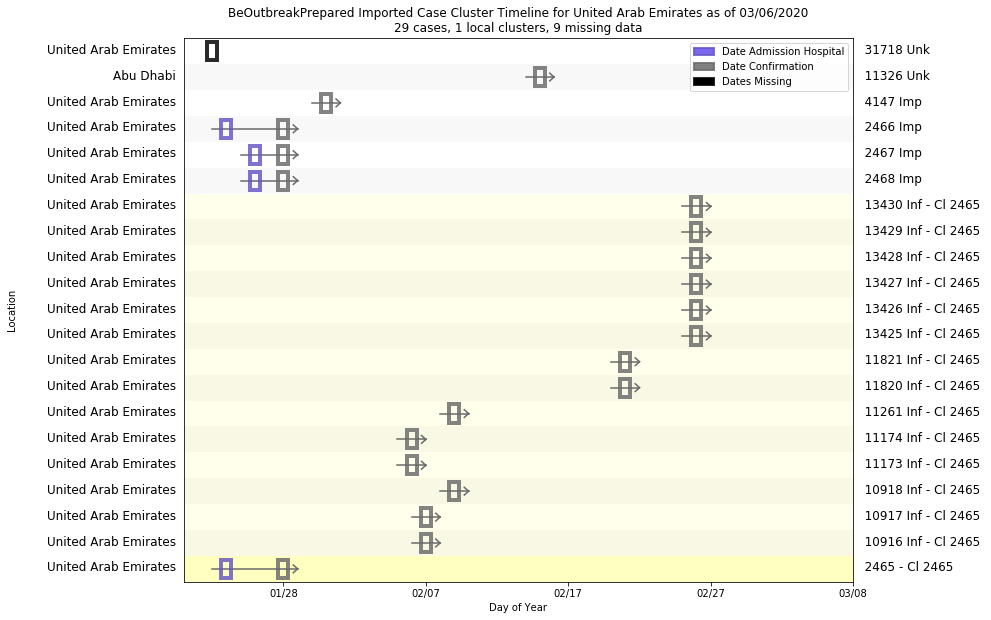 BeOutbreakPrepared Imported Case Cluster Timeline for United Arab Emirates as of 03/06/2020
29 cases, 1 local clusters, 9 missing data
Date Admission Hospital
Date Confirmation
Dates Missing
United Arab Emirates 31718 Unk
Abu Dhabi 11326 Unk
United Arab Emirates 4147 Imp
United Arab Emirates 2466 Imp
United Arab Emirates 2467 Imp
United Arab Emirates 2468 Imp
United Arab Emirates 13430 Inf - Cl 2465
United Arab Emirates 13429 Inf - Cl 2465
United Arab Emirates 13428 Inf - Cl 2465
United Arab Emirates 13427 Inf - Cl 2465
United Arab Emirates 13426 Inf - Cl 2465
United Arab Emirates 13425 Inf - Cl 2465
United Arab Emirates 11821 Inf - Cl 2465
United Arab Emirates 11820 Inf - Cl 2465
United Arab Emirates 11261 Inf - Cl 2465
United Arab Emirates 11174 Inf - Cl 2465
United Arab Emirates 11173 Inf - Cl 2465
United Arab Emirates 10918 Inf - Cl 2465
United Arab Emirates 10917 Inf - Cl 2465
United Arab Emirates 10916 Inf - Cl 2465
United Arab Emirates 2465 - Cl 2465
Location
01/28 02/07 02/17 02/27 03/08
Day of Year